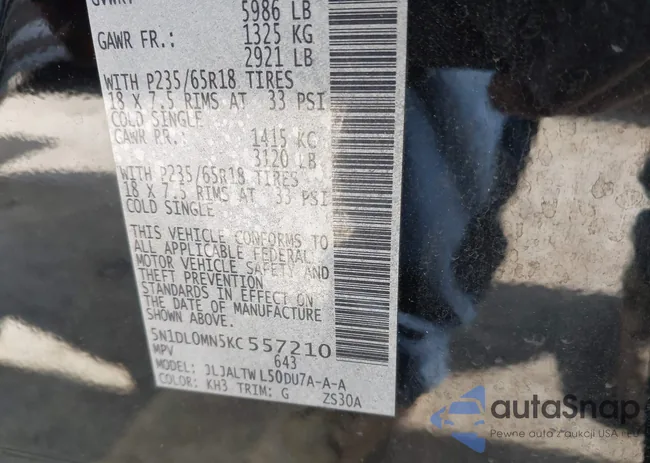 GVWRT
5986 LB
GAWR FR.: 1325 KG
2921 LB
WITH P235/65R18 TIRES
18 X 7.5 RIMS AT 33 PSI
COLD SINGLE
GAWR RR.: 1415 KG
3120 LB
WITH P235/65R18 TIRES
18 X 7.5 RIMS AT 33 PSI
COLD SINGLE
THIS VEHICLE CONFORMS TO
ALL APPLICABLE FEDERAL
MOTOR VEHICLE SAFETY AND
THEFT PREVENTION
STANDARDS IN EFFECT ON
THE DATE OF MANUFACTURE
SHOWN ABOVE.
5N1DL0MN5KC557210
MPV 643
MODEL: JLJALTWL50DU7A-A-A
COLOR: KH3 TRIM: G ZS30A
autoSnap
Pewne auta z aukcji USA i EU